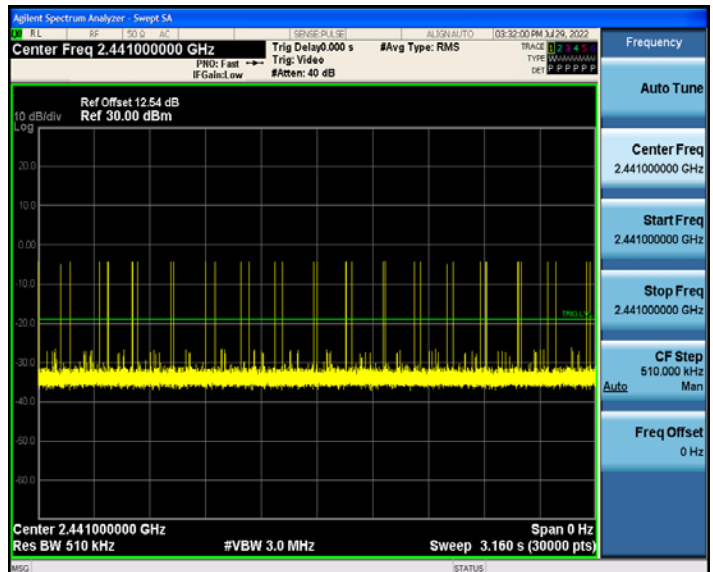 Agilent Spectrum Analyzer - Swept SA
RL RF 50 Ω AC SENSE:PULSE ALIGNAUTO 03:32:00 PM Jul 29, 2022
Center Freq 2.441000000 GHz
PNO: Fast
IFGain:Low
Trig Delay0.000 s
Trig: Video
#Atten: 40 dB
#Avg Type: RMS
TRACE 1 2 3 4 5 6
TYPE
DET P P P P P P
Ref Offset 12.54 dB
10 dB/div Ref 30.00 dBm
Log
20.0
10.0
0.00
-10.0
TRIG LVL
-20.0
-30.0
-40.0
-50.0
-60.0
Center 2.441000000 GHz Span 0 Hz
Res BW 510 kHz #VBW 3.0 MHz Sweep 3.160 s (30000 pts)
MSG STATUS
Frequency
Auto Tune
Center Freq
2.441000000 GHz
Start Freq
2.441000000 GHz
Stop Freq
2.441000000 GHz
CF Step
510.000 kHz
Auto Man
Freq Offset
0 Hz